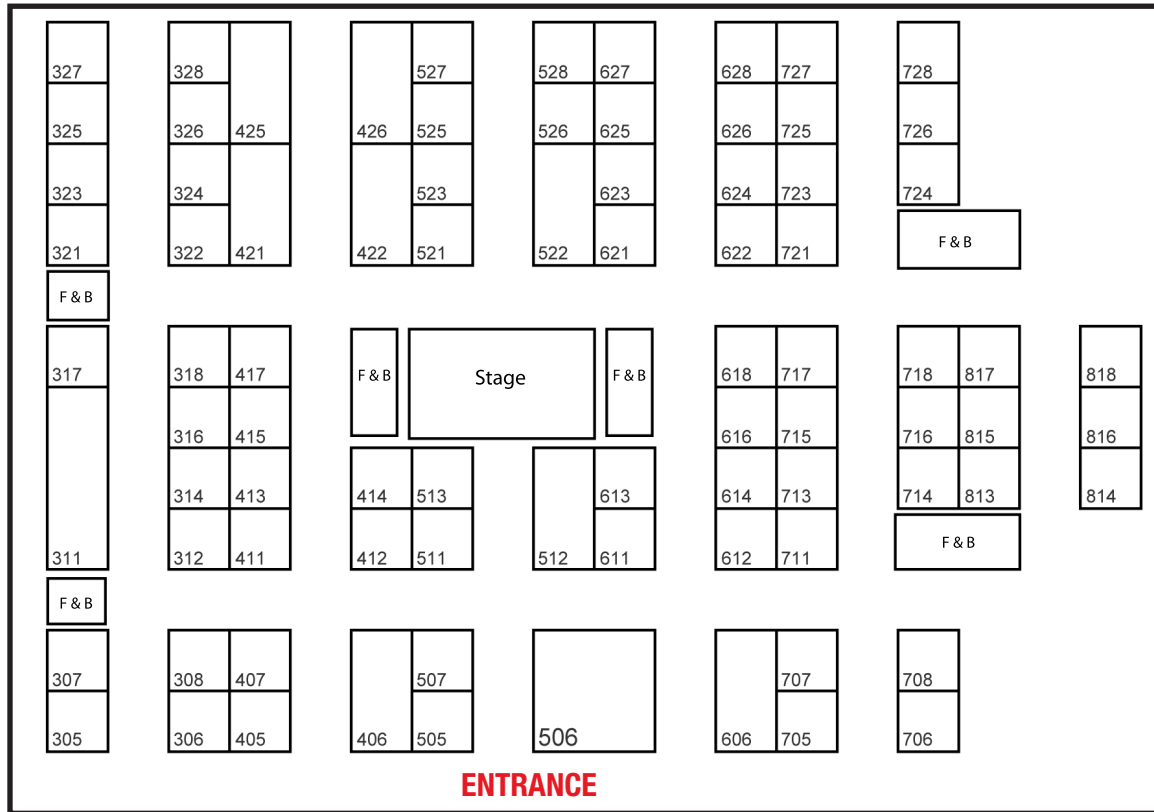 327 328 527 528 627 628 727 728
325 326 425 426 525 526 625 626 725 726
323 324 523 623 624 723 724
321 322 421 422 521 522 621 622 721 F & B
F & B
317 318 417 F & B Stage F & B 618 717 718 817 818
316 415 616 715 716 815 816
314 413 414 513 613 614 713 714 813 814
311 312 411 412 511 512 611 612 711 F & B
F & B
307 308 407 507 707 708
305 306 405 406 505 506 606 705 706
ENTRANCE